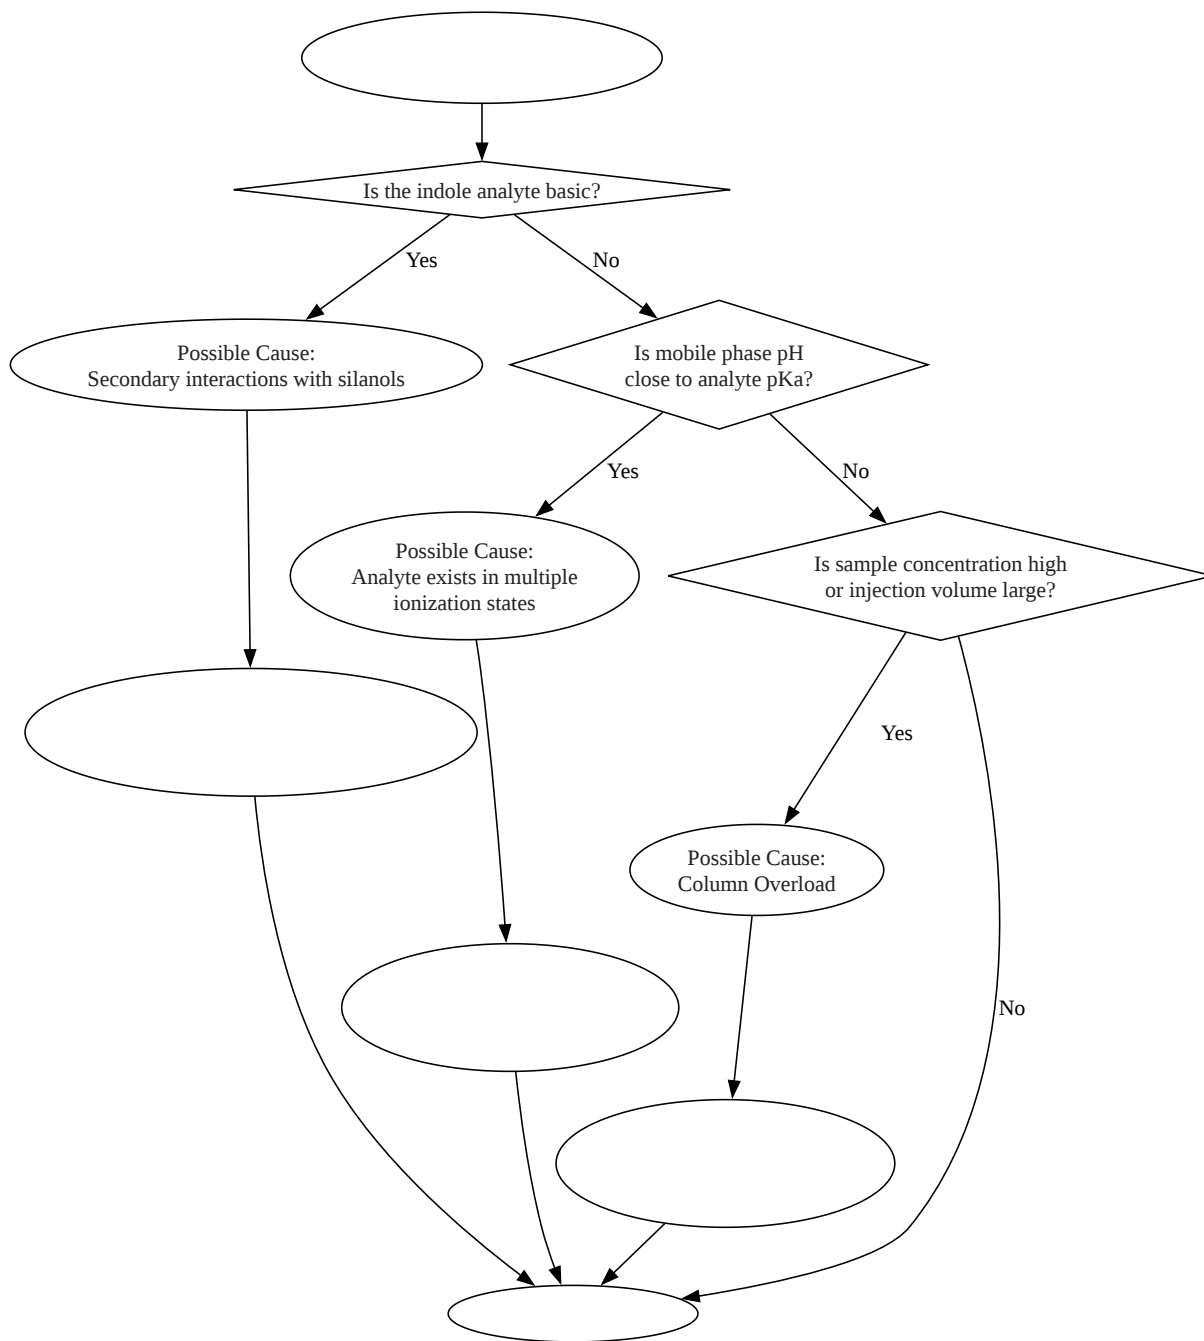 Is the indole analyte basic?
Yes
No
Possible Cause:
Secondary interactions with silanols
Is mobile phase pH
close to analyte pKa?
Yes
No
Possible Cause:
Analyte exists in multiple
ionization states
Is sample concentration high
or injection volume large?
Yes
Possible Cause:
Column Overload
No